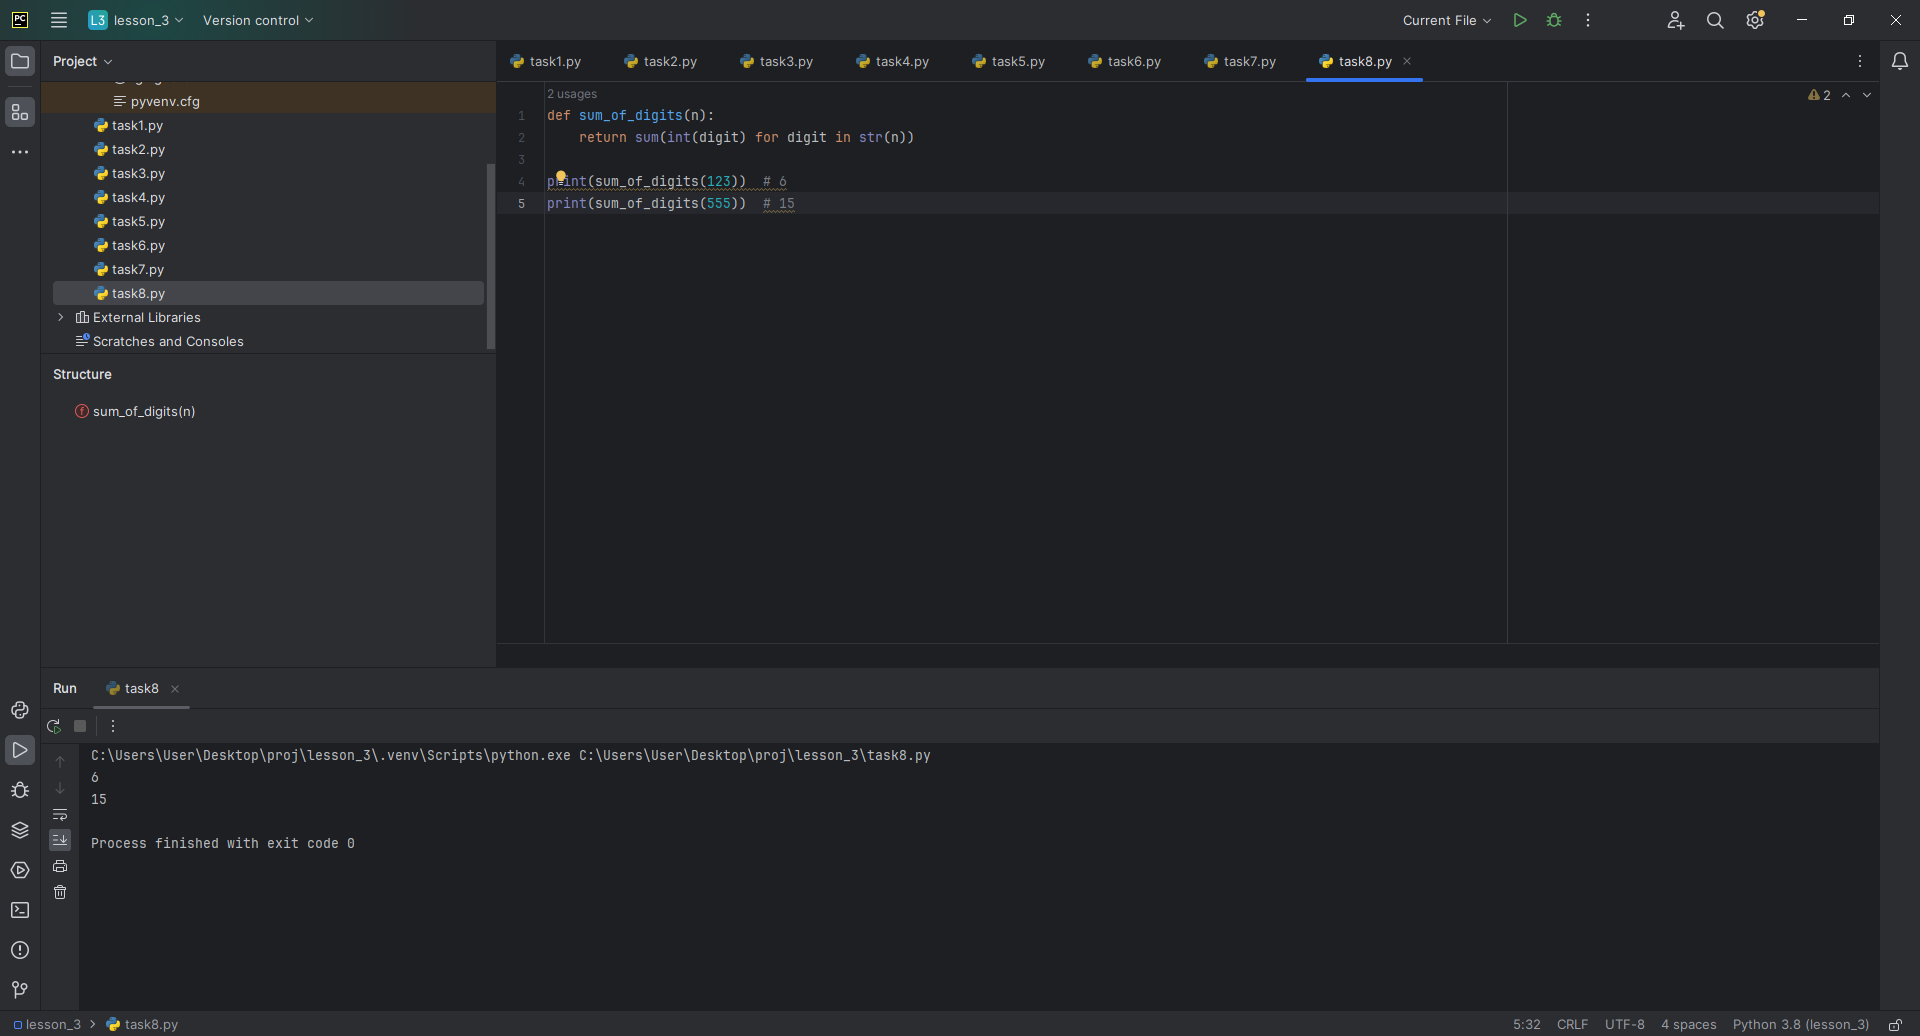 PC L3 lesson_3 Version control Current File
Project
task1.py task2.py task3.py task4.py task5.py task6.py task7.py task8.py
pyvenv.cfg
task1.py
task2.py
task3.py
task4.py
task5.py
task6.py
task7.py
task8.py
External Libraries
Scratches and Consoles
Structure
sum_of_digits(n)
2 usages
2
1 def sum_of_digits(n):
2     return sum(int(digit) for digit in str(n))
3
4 print(sum_of_digits(123))  # 6
5 print(sum_of_digits(555))  # 15
Run task8
C:\Users\User\Desktop\proj\lesson_3\.venv\Scripts\python.exe C:\Users\User\Desktop\proj\lesson_3\task8.py
6
15
Process finished with exit code 0
lesson_3 task8.py 5:32 CRLF UTF-8 4 spaces Python 3.8 (lesson_3)